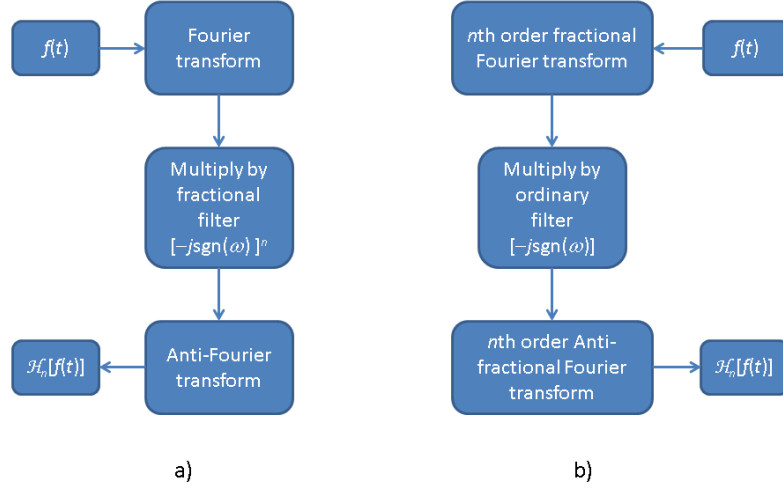 f(t)
Fourier
transform
Multiply by
fractional
filter
[−jsgn(ω) ]ⁿ
Anti-Fourier
transform
ℋₙ[f(t)]
a)
nth order fractional
Fourier transform
f(t)
Multiply by
ordinary
filter
[−jsgn(ω)]
nth order Anti-
fractional Fourier
transform
ℋₙ[f(t)]
b)